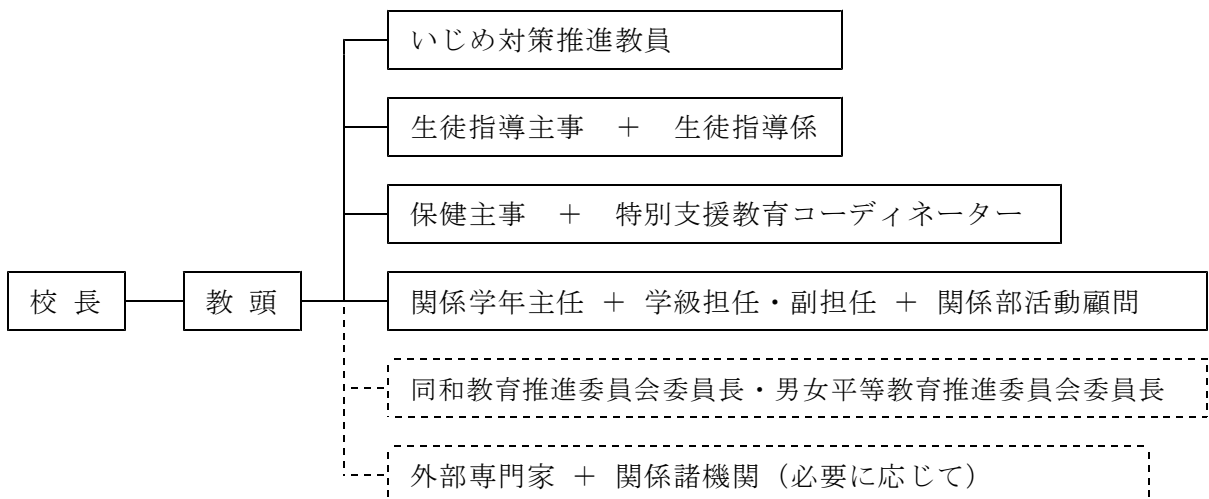 いじめ対策推進教員
生徒指導主事　＋　生徒指導係
保健主事　＋　特別支援教育コーディネーター
校 長
教 頭
関係学年主任 ＋ 学級担任・副担任 ＋ 関係部活動顧問
同和教育推進委員会委員長・男女平等教育推進委員会委員長
外部専門家 ＋ 関係諸機関（必要に応じて）